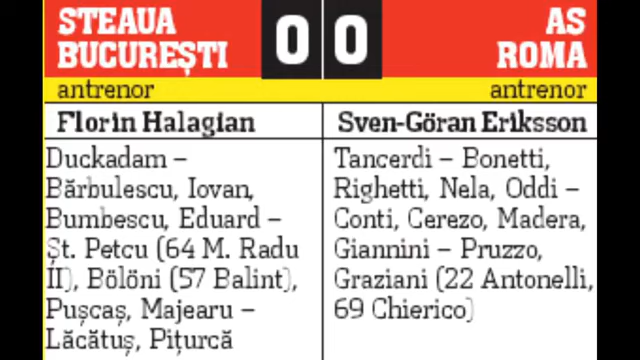 STEAUA BUCUREȘTI 0 0 AS ROMA
antrenor antrenor
Florin Halagian Sven-Göran Eriksson
Duckadam –
Bărbulescu, Iovan,
Bumbescu, Eduard –
Șt. Petcu (64 M. Radu
II), Bölöni (57 Balint),
Pușcaș, Majearu –
Lăcătuș, Pițurcă
Tancerdi – Bonetti,
Righetti, Nela, Oddi –
Conti, Cerezo, Madera,
Giannini – Pruzzo,
Graziani (22 Antonelli,
69 Chierico)